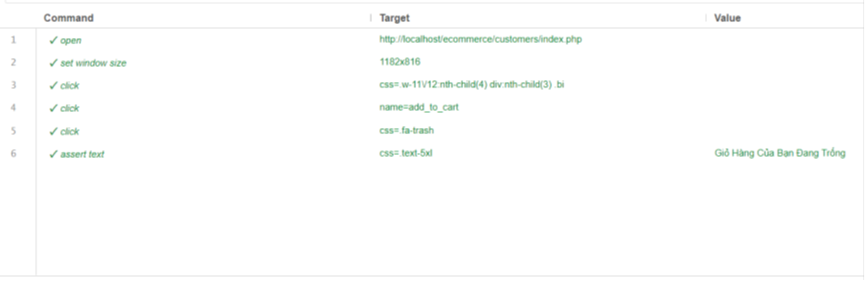 Command Target Value
1 ✓ open http://localhost/ecommerce/customers/index.php
2 ✓ set window size 1182x816
3 ✓ click css=.w-11\/12:nth-child(4) div:nth-child(3) .bi
4 ✓ click name=add_to_cart
5 ✓ click css=.fa-trash
6 ✓ assert text css=.text-5xl Giỏ Hàng Của Bạn Đang Trống